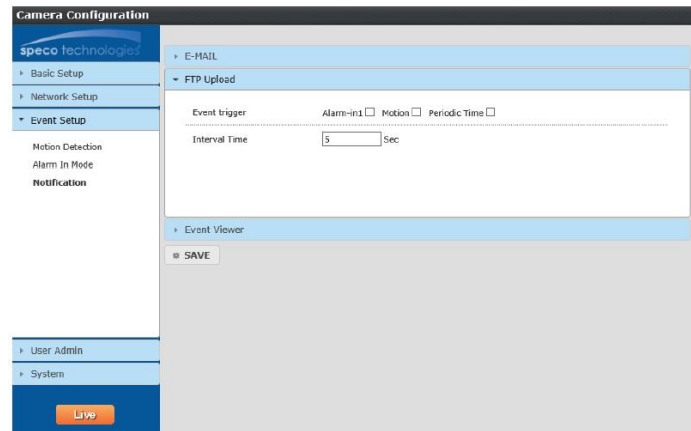 Camera Configuration
speco technologies
Basic Setup
Network Setup
Event Setup
Motion Detection
Alarm In Mode
Notification
User Admin
System
Live
E-MAIL
FTP Upload
Event trigger Alarm-in1 Motion Periodic Time
Interval Time 5 Sec
Event Viewer
SAVE